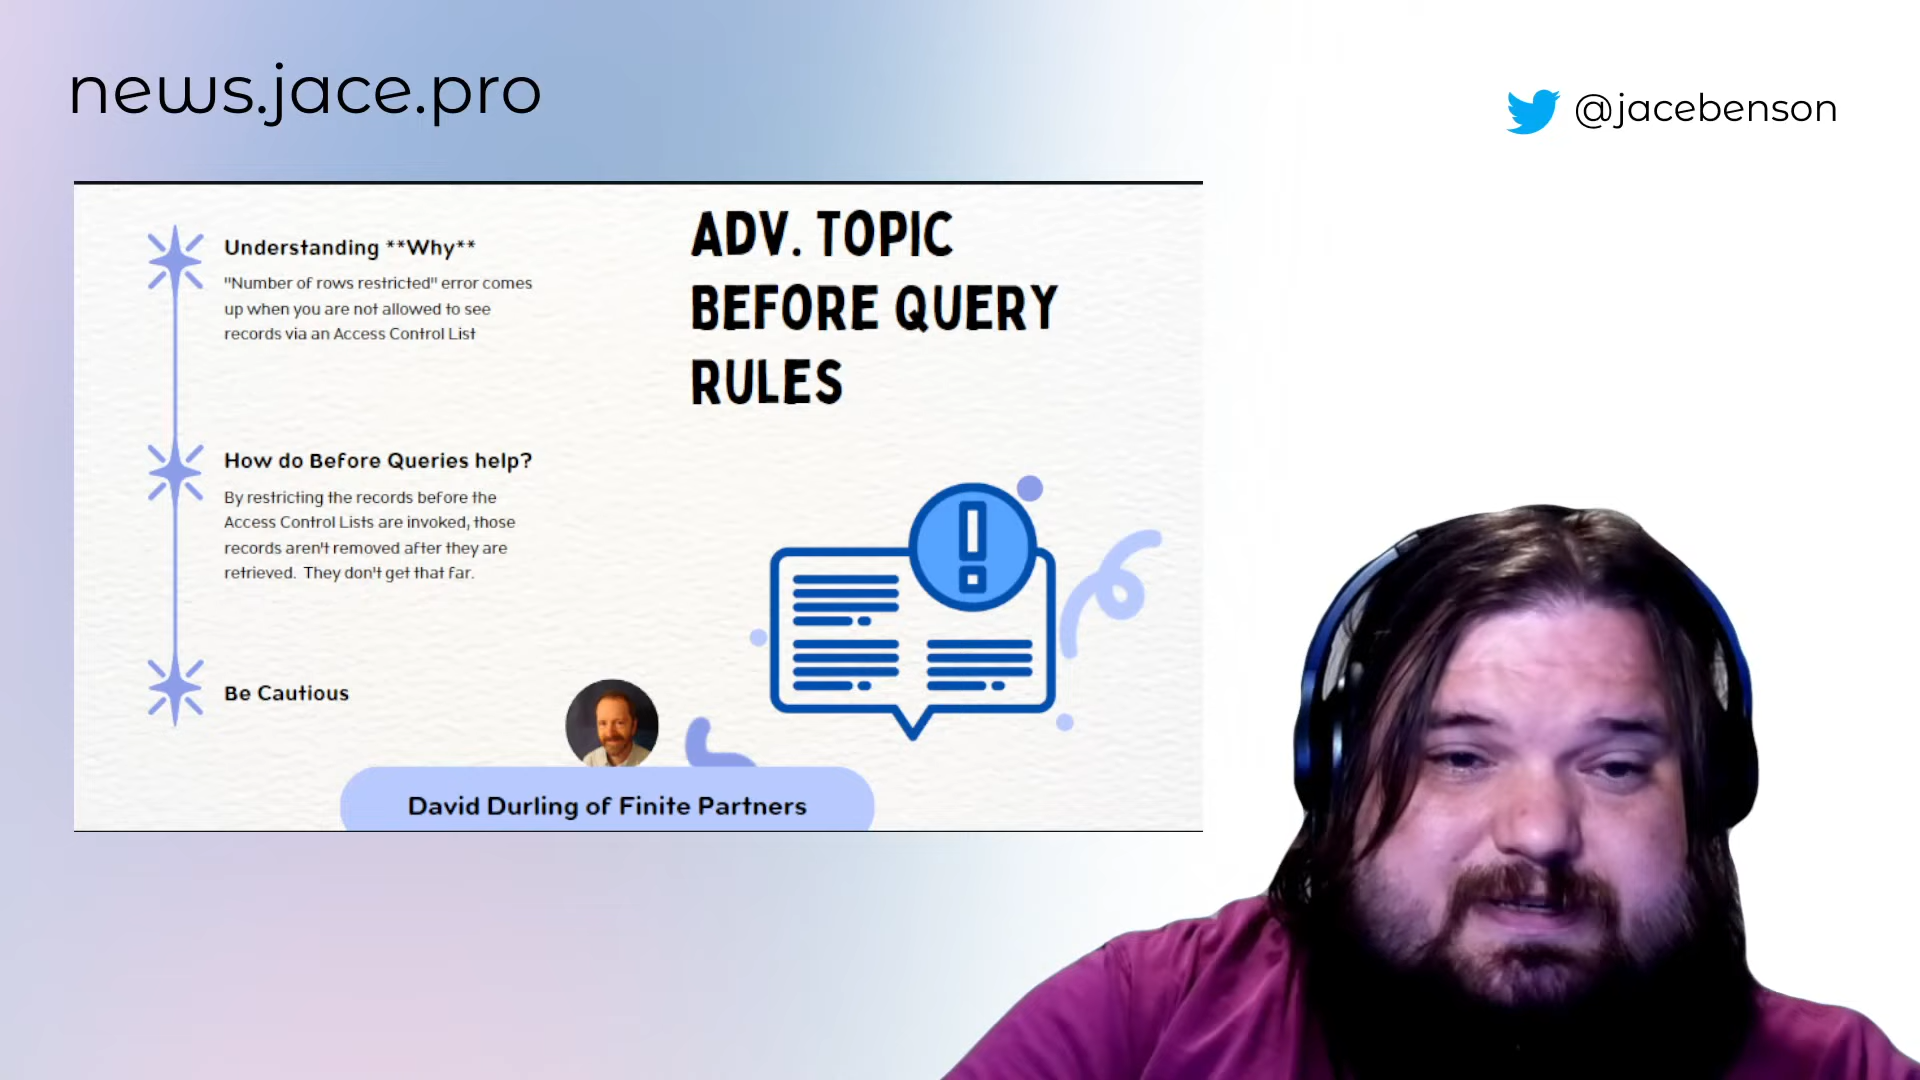 news.jace.pro
@jacebenson
Understanding **Why**
"Number of rows restricted" error comes
up when you are not allowed to see
records via an Access Control List
How do Before Queries help?
By restricting the records before the
Access Control Lists are invoked, those
records aren't removed after they are
retrieved. They don't get that far.
Be Cautious
ADV. TOPIC
BEFORE QUERY
RULES
David Durling of Finite Partners